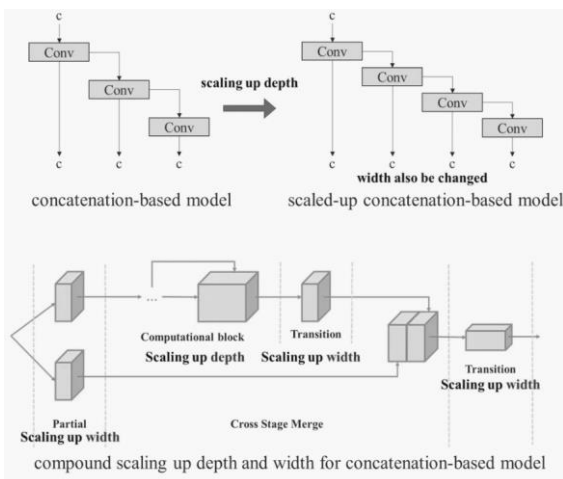 c c
Conv Conv
Conv scaling up depth Conv
Conv Conv
Conv
c c c c c c c
width also be changed
concatenation-based model scaled-up concatenation-based model
...
Computational block Transition
Scaling up depth Scaling up width
Transition
Scaling up width
Partial Cross Stage Merge
Scaling up width
compound scaling up depth and width for concatenation-based model